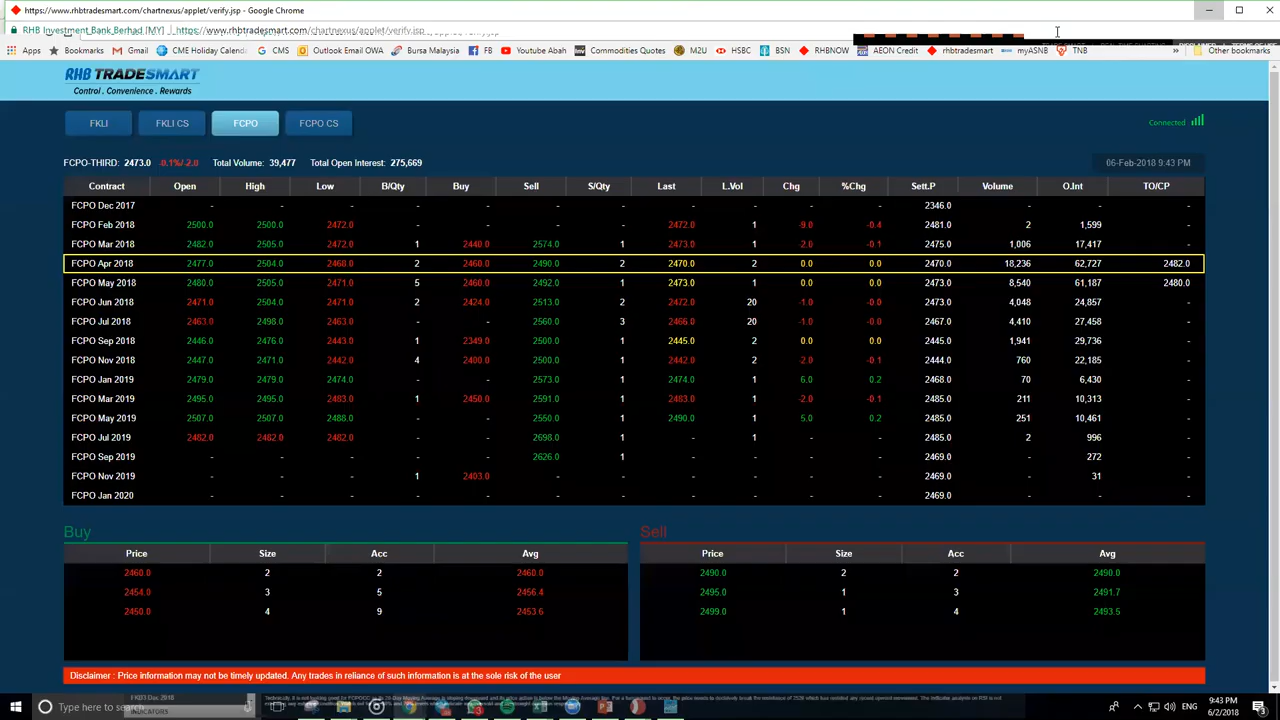 https://www.rhbtradesmart.com/chartnexus/applet/verify.jsp - Google Chrome
RHB Investment Bank Berhad [MY] | https://www.rhbtradesmart.com/chartnexus/applet/verify.jsp
Apps Bookmarks Gmail CME Holiday Calendar G CME Outlook Email OWA Bursa Malaysia FB Youtube Abah Commodities Quotes M2U HSBC BSN RHBNOW AEON Credit rhbtradesmart myASNB TNB » Other bookmarks
RHB TRADESMART
Control . Convenience . Rewards
FKLI FKLI CS FCPO FCPO CS Connected
FCPO-THIRD: 2473.0 -0.1%/-2.0 Total Volume: 39,477 Total Open Interest: 275,669 06-Feb-2018 9:43 PM
Contract Open High Low B/Qty Buy Sell S/Qty Last L.Vol Chg %Chg Sett.P Volume O.Int TO/CP
FCPO Dec 2017 - - - - - - - - - - - 2346.0 - - -
FCPO Feb 2018 2500.0 2500.0 2472.0 - - - - 2472.0 1 -9.0 -0.4 2481.0 2 1,599 -
FCPO Mar 2018 2482.0 2505.0 2472.0 1 2440.0 2574.0 1 2473.0 1 2.0 -0.1 2475.0 1,006 17,417 -
FCPO Apr 2018 2477.0 2504.0 2468.0 2 2460.0 2490.0 2 2470.0 2 0.0 0.0 2470.0 18,236 62,727 2482.0
FCPO May 2018 2480.0 2505.0 2471.0 5 2460.0 2492.0 1 2473.0 1 0.0 0.0 2473.0 8,540 61,187 2480.0
FCPO Jun 2018 2471.0 2504.0 2471.0 2 2424.0 2513.0 2 2472.0 20 -1.0 -0.0 2473.0 4,048 24,857 -
FCPO Jul 2018 2463.0 2498.0 2463.0 - - 2560.0 3 2466.0 20 -1.0 -0.0 2467.0 4,410 27,458 -
FCPO Sep 2018 2446.0 2476.0 2443.0 1 2349.0 2500.0 1 2445.0 2 0.0 0.0 2445.0 1,941 29,736 -
FCPO Nov 2018 2447.0 2471.0 2442.0 4 2400.0 2500.0 1 2442.0 2 2.0 -0.1 2444.0 760 22,185 -
FCPO Jan 2019 2479.0 2479.0 2474.0 - - 2573.0 1 2474.0 1 6.0 0.2 2468.0 70 6,430 -
FCPO Mar 2019 2495.0 2495.0 2483.0 1 2450.0 2591.0 1 2483.0 1 -2.0 -0.1 2485.0 211 10,313 -
FCPO May 2019 2507.0 2507.0 2488.0 - - 2550.0 1 2490.0 1 5.0 0.2 2485.0 251 10,461 -
FCPO Jul 2019 2482.0 2482.0 2482.0 - - 2698.0 1 - 1 - - 2485.0 2 996 -
FCPO Sep 2019 - - - - - 2626.0 1 - - - - 2469.0 - 272 -
FCPO Nov 2019 - - - 1 2403.0 - - - - - - 2469.0 - 31 -
FCPO Jan 2020 - - - - - - - - - - - 2469.0 - - -
Buy Sell
Price Size Acc Avg Price Size Acc Avg
2460.0 2 2 2460.0 2490.0 2 2 2490.0
2454.0 3 5 2456.4 2495.0 1 3 2491.7
2450.0 4 9 2453.6 2499.0 1 4 2493.5
Disclaimer : Price information may not be timely updated. Any trades in reliance of such information is at the sole risk of the user
Type here to search INDICATORS
ENG 9:43 PM
6/2/2018